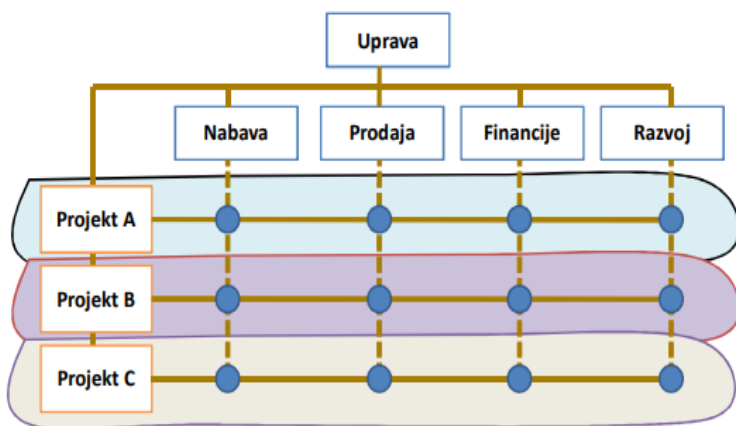 Uprava
Nabava
Prodaja
Financije
Razvoj
Projekt A
Projekt B
Projekt C